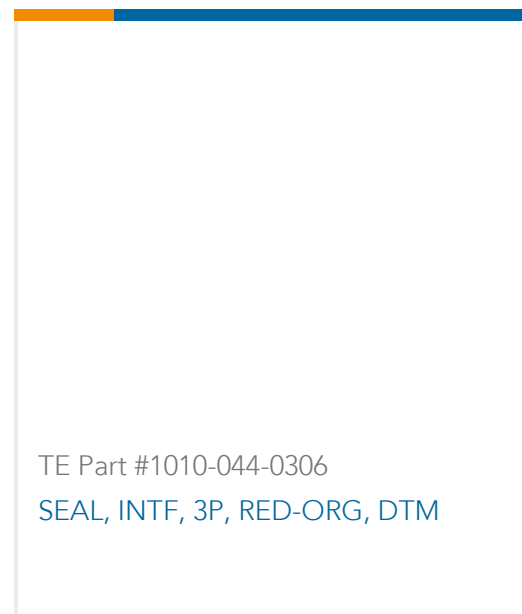 TE Part #1010-044-0306
SEAL, INTF, 3P, RED-ORG, DTM